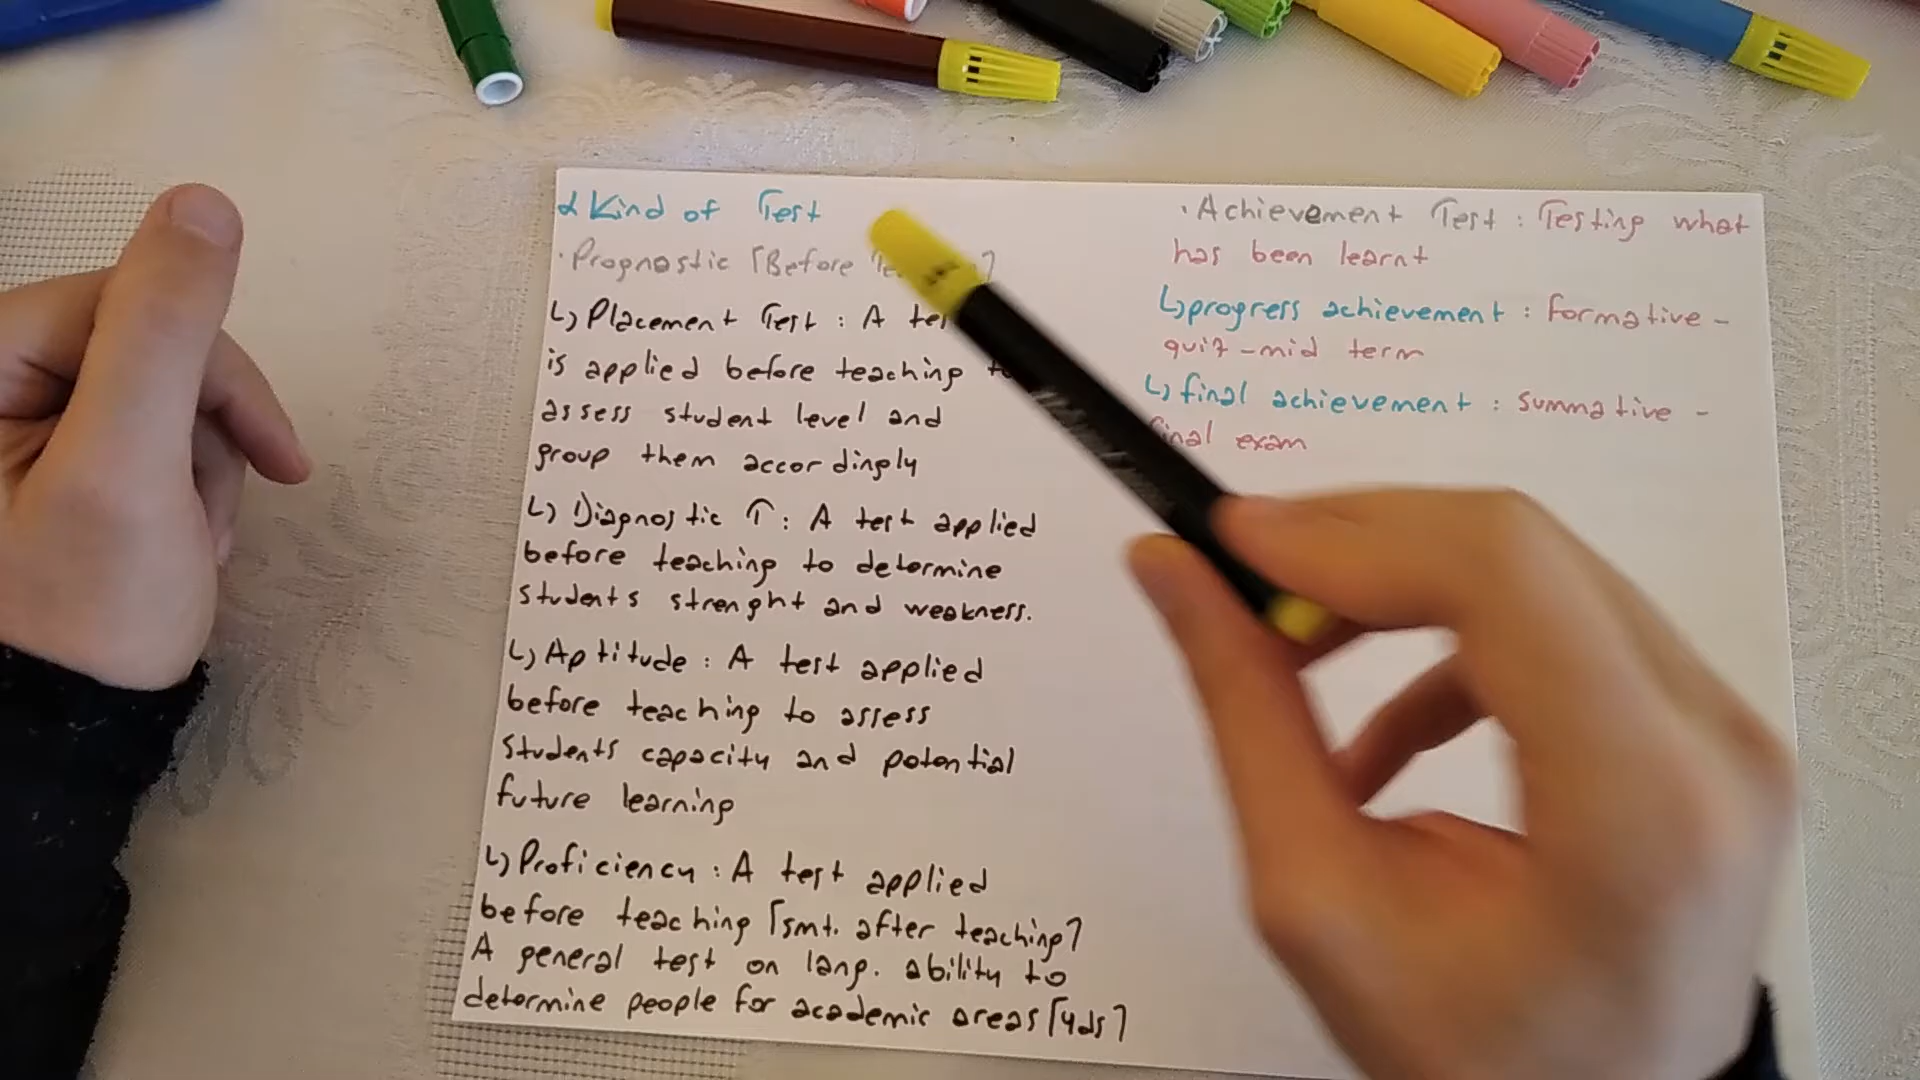 2 Kind of Test
·Prognostic [Before
↳ Placement Test : A
is applied before teaching
assess student level and
group them accordingly
↳ Diagnostic T : A test applied
before teaching to determine
students strenght and weakness.
↳ Aptitude : A test applied
before teaching to assess
students capacity and potential
future learning
↳ Proficiency : A test applied
before teaching [smt. after teaching]
A general test on lang. ability to
determine people for academic areas [yds]
·Achievement Test : Testing what
has been learnt
↳ progress achievement : formative -
quiz - mid term
↳ final achievement : summative -
final exam